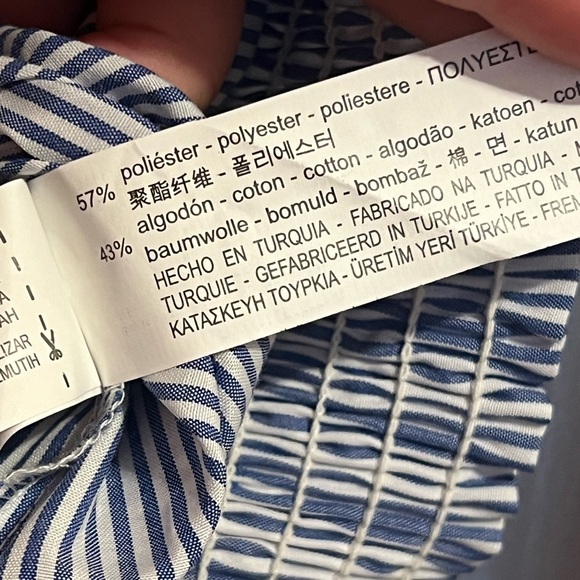 57% poliéster - polyester - poliestere - ΠΟΛΥΕΣΤΕ
聚酯纤维 - 폴리에스터
43% algodón - coton - cotton - algodão - katoen - cot
baumwolle - bomuld - bombaž - 棉 - 면 - katun
HECHO EN TURQUIA - FABRICADO NA TURQUIA -
TURQUIE - GEFABRICEERD IN TURKIJE - FATTO IN T
ΚΑΤΑΣΚΕΥΗ ΤΟΥΡΚΙΑ - ÜRETİM YERİ TÜRKİYE - FREN